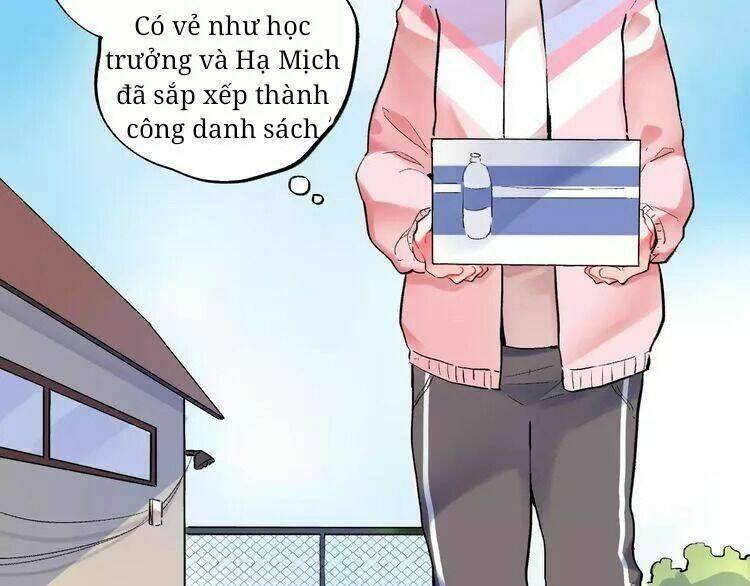 Có vẻ như học
trưởng và Hạ Mịch
đã sắp xếp thành
công danh sách